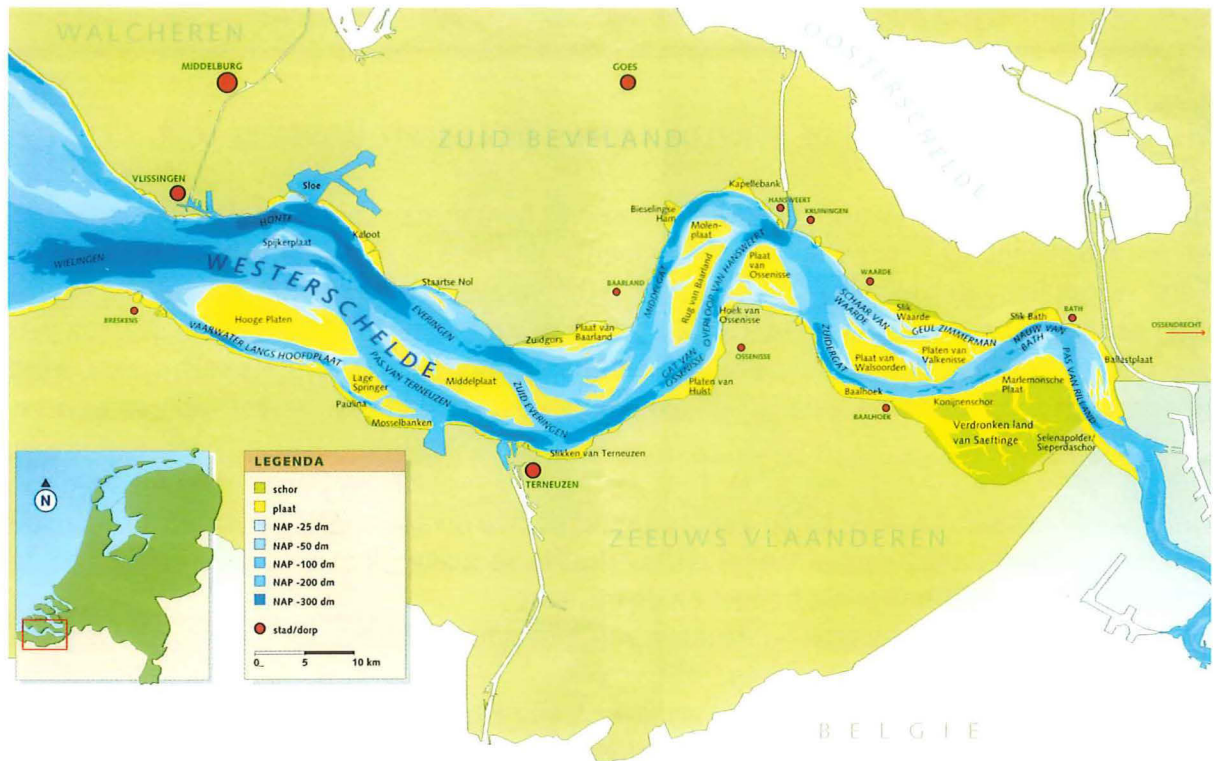 WALCHEREN
MIDDELBURG
GOES
OOSTERSCHELDE
ZUID BEVELAND
VLISSINGEN
Sloe
Kapellebank
HANSWEERT
KRUININGEN
Bieselingse
Ham
Molen-
plaat
HONTE
Spijkerplaat
Kaloot
WIELINGEN
WESTERSCHELDE
Staartse Nol
EVERINGEN
BAARLAND
MIDDELGAT
Rug van Baarland
OVERLOOP VAN HANSWEERT
Plaat
van
Ossenisse
WAARDE
SCHAAR VAN
WAARDE
Slik
Waarde
Slik Bath
BATH
OSSENDRECHT
BRESKENS
Hooge Platen
VAARWATER LANGS HOOFDPLAAT
PAS VAN TERNEUZEN
Zuidgors
Plaat van
Baarland
Hoek van
Ossenisse
OSSENISSE
GAT VAN
OSSENISSE
ZUIDERGAT
GEUL ZIMMERMAN
NAUW VAN
BATH
PAS VAN RILLAND
Ballastplaat
Plaat van
Walsoorden
Platen van
Valkenisse
Lage
Springer
Middelplaat
ZUID EVERINGEN
Platen van
Hulst
Paulina
Mosselbanken
Baalhoek
BAALHOEK
Konijnenschor
Marlemonsche
Plaat
Verdronken land
van Saeftinge
Selenapolder/
Sieperdaschor
Slikken van Terneuzen
TERNEUZEN
ZEEUWS VLAANDEREN
BELGIE
N
LEGENDA
schor
plaat
NAP -25 dm
NAP -50 dm
NAP -100 dm
NAP -200 dm
NAP -300 dm
stad/dorp
0 5 10 km